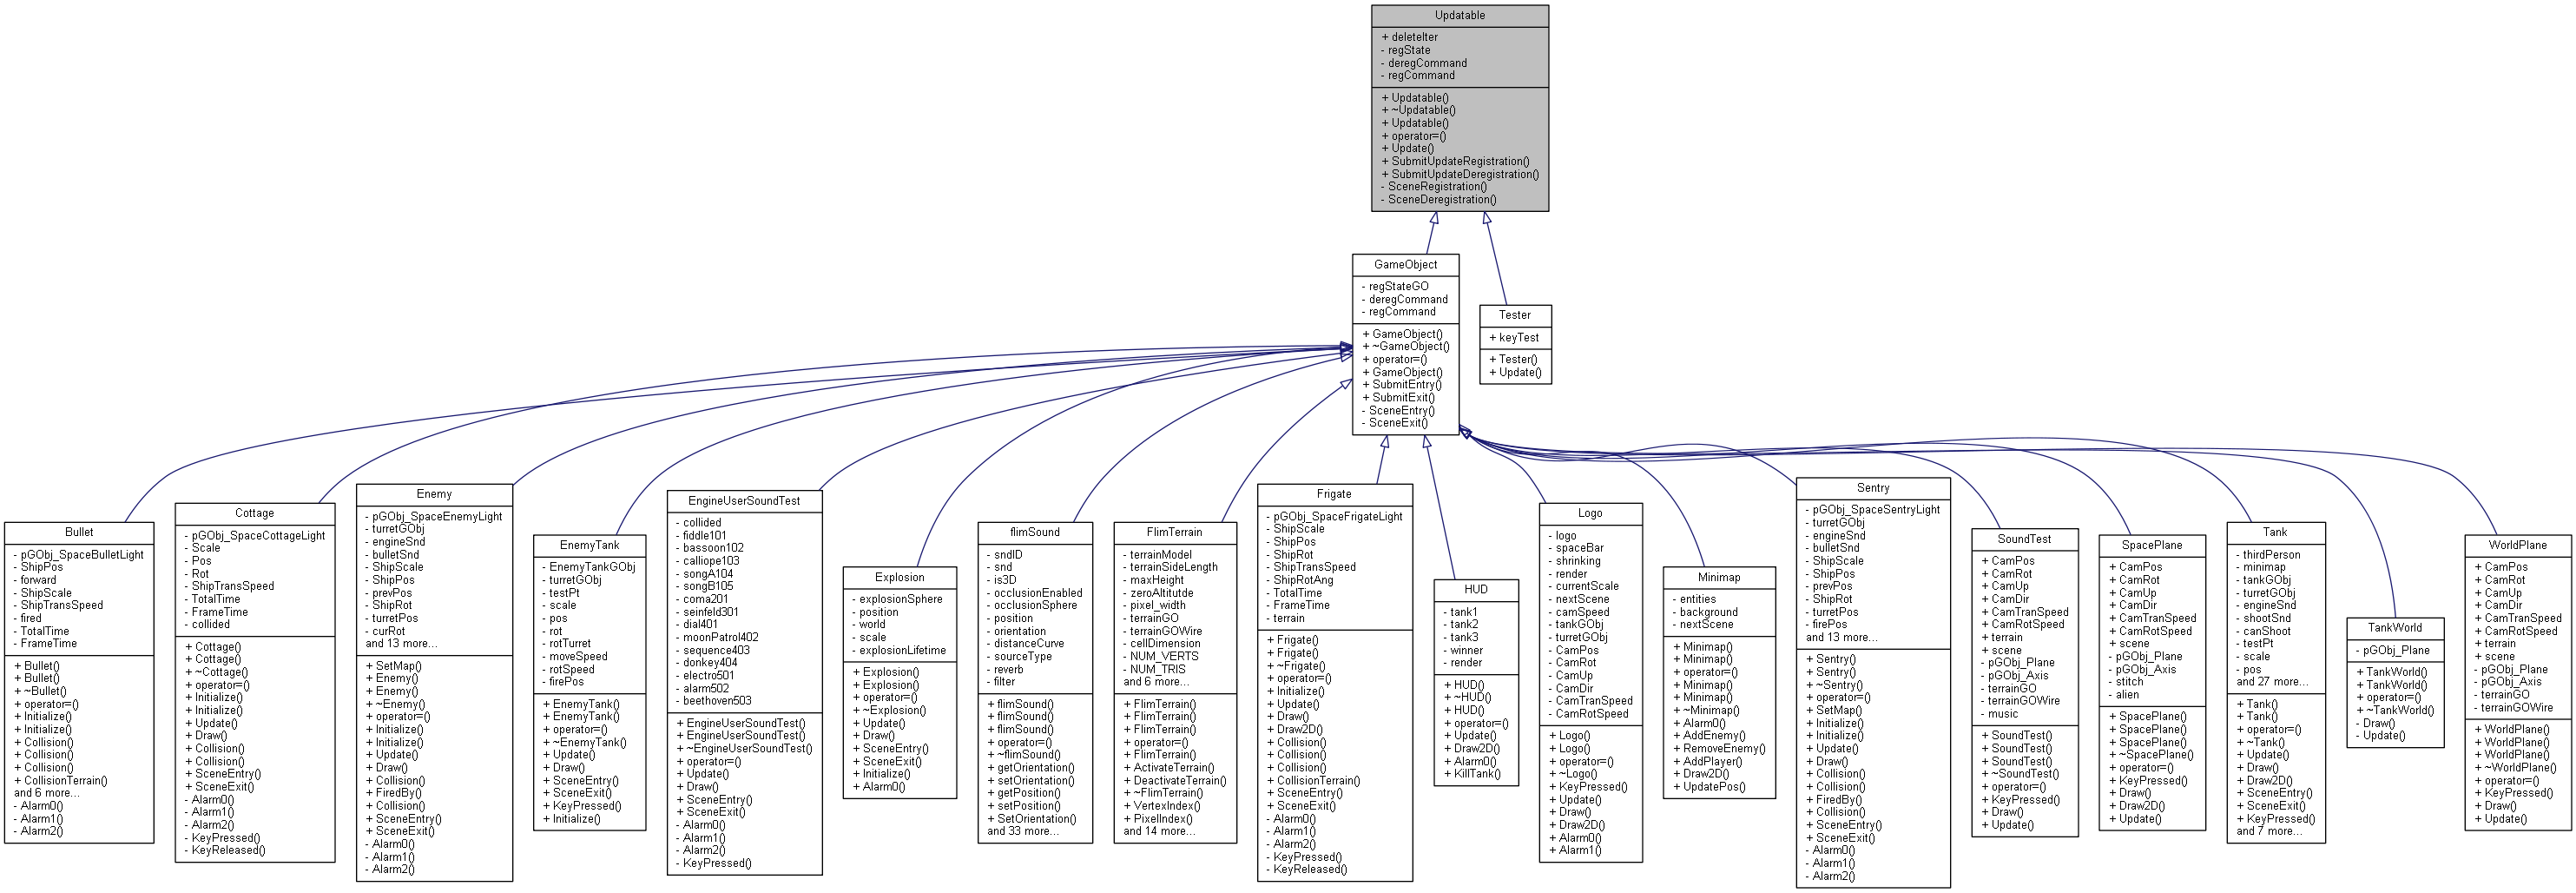 Updatable
+ deleteIter
- regState
- deregCommand
- regCommand
+ Updatable()
+ ~Updatable()
+ Updatable()
+ operator=()
+ Update()
+ SubmitUpdateRegistration()
+ SubmitUpdateDeregistration()
- SceneRegistration()
- SceneDeregistration()
GameObject
- regStateGO
- deregCommand
- regCommand
+ GameObject()
+ ~GameObject()
+ operator=()
+ GameObject()
+ SubmitEntry()
+ SubmitExit()
- SceneEntry()
- SceneExit()
Tester
+ keyTest
+ Tester()
+ Update()
Bullet
- pGObj_SpaceBulletLight
- ShipPos
- forward
- ShipScale
- ShipTransSpeed
- fired
- TotalTime
- FrameTime
+ Bullet()
+ Bullet()
+ ~Bullet()
+ operator=()
+ Initialize()
+ Initialize()
+ Collision()
+ Collision()
+ Collision()
+ CollisionTerrain()
and 6 more...
- Alarm0()
- Alarm1()
- Alarm2()
Cottage
- pGObj_SpaceCottageLight
- Scale
- Pos
- Rot
- ShipTransSpeed
- TotalTime
- FrameTime
- collided
+ Cottage()
+ Cottage()
+ ~Cottage()
+ operator=()
+ Initialize()
+ Initialize()
+ Update()
+ Draw()
+ Collision()
+ Collision()
+ SceneEntry()
+ SceneExit()
- Alarm0()
- Alarm1()
- Alarm2()
- KeyPressed()
- KeyReleased()
Enemy
- pGObj_SpaceEnemyLight
- turretGObj
- engineSnd
- bulletSnd
- ShipScale
- ShipPos
- prevPos
- ShipRot
- turretPos
- curRot
and 13 more...
+ SetMap()
+ Enemy()
+ Enemy()
+ ~Enemy()
+ operator=()
+ Initialize()
+ Initialize()
+ Update()
+ Draw()
+ Collision()
+ FiredBy()
+ Collision()
+ SceneEntry()
+ SceneExit()
- Alarm0()
- Alarm1()
- Alarm2()
EnemyTank
- EnemyTankGObj
- turretGObj
- testPt
- scale
- pos
- rot
- rotTurret
- moveSpeed
- rotSpeed
- firePos
+ EnemyTank()
+ EnemyTank()
+ operator=()
+ ~EnemyTank()
+ Update()
+ Draw()
+ SceneEntry()
+ SceneExit()
+ KeyPressed()
+ Initialize()
EngineUserSoundTest
- collided
- fiddle101
- bassoon102
- calliope103
- songA104
- songB105
- coma201
- seinfeld301
- dial401
- moonPatrol402
- sequence403
- donkey404
- electro501
- alarm502
- beethoven503
+ EngineUserSoundTest()
+ EngineUserSoundTest()
+ ~EngineUserSoundTest()
+ operator=()
+ Update()
+ Draw()
+ SceneEntry()
+ SceneExit()
- Alarm0()
- Alarm1()
- Alarm2()
- KeyPressed()
Explosion
- explosionSphere
- position
- world
- scale
- explosionLifetime
+ Explosion()
+ Explosion()
+ operator=()
+ ~Explosion()
+ Update()
+ Draw()
+ SceneEntry()
+ SceneExit()
+ Initialize()
+ Alarm0()
flimSound
- sndID
- snd
- is3D
- occlusionEnabled
- occlusionSphere
- position
- orientation
- distanceCurve
- sourceType
- reverb
- filter
+ flimSound()
+ flimSound()
+ flimSound()
+ operator=()
+ ~flimSound()
+ getOrientation()
+ setOrientation()
+ getPosition()
+ setPosition()
+ SetOrientation()
and 33 more...
FlimTerrain
- terrainModel
- terrainSideLength
- maxHeight
- zeroAltitutde
- pixel_width
- terrainGO
- terrainGOWire
- cellDimension
- NUM_VERTS
- NUM_TRIS
and 6 more...
+ FlimTerrain()
+ FlimTerrain()
+ FlimTerrain()
+ operator=()
+ FlimTerrain()
+ ActivateTerrain()
+ DeactivateTerrain()
+ ~FlimTerrain()
+ VertexIndex()
+ PixelIndex()
and 14 more...
Frigate
- pGObj_SpaceFrigateLight
- ShipScale
- ShipPos
- ShipRot
- ShipTransSpeed
- ShipRotAng
- TotalTime
- FrameTime
- terrain
+ Frigate()
+ Frigate()
+ ~Frigate()
+ operator=()
+ Initialize()
+ Update()
+ Draw()
+ Draw2D()
+ Collision()
+ Collision()
+ Collision()
+ CollisionTerrain()
+ SceneEntry()
+ SceneExit()
- Alarm0()
- Alarm1()
- Alarm2()
- KeyPressed()
- KeyReleased()
HUD
- tank1
- tank2
- tank3
- winner
- render
+ HUD()
+ ~HUD()
+ HUD()
+ operator=()
+ Update()
+ Draw2D()
+ Alarm0()
+ KillTank()
Logo
- logo
- spaceBar
- shrinking
- render
- currentScale
- nextScene
- camSpeed
- tankGObj
- turretGObj
- CamPos
- CamRot
- CamUp
- CamDir
- CamTranSpeed
- CamRotSpeed
+ Logo()
+ Logo()
+ operator=()
+ ~Logo()
+ KeyPressed()
+ Update()
+ Draw()
+ Draw2D()
+ Alarm0()
+ Alarm1()
Minimap
- entities
- background
- nextScene
+ Minimap()
+ Minimap()
+ operator=()
+ Minimap()
+ Minimap()
+ ~Minimap()
+ Alarm0()
+ AddEnemy()
+ RemoveEnemy()
+ AddPlayer()
+ Draw2D()
+ UpdatePos()
Sentry
- pGObj_SpaceSentryLight
- turretGObj
- engineSnd
- bulletSnd
- ShipScale
- ShipPos
- prevPos
- ShipRot
- turretPos
- firePos
and 13 more...
+ Sentry()
+ Sentry()
+ ~Sentry()
+ operator=()
+ SetMap()
+ Initialize()
+ Initialize()
+ Update()
+ Draw()
+ Collision()
+ Collision()
+ FiredBy()
+ Collision()
+ SceneEntry()
+ SceneExit()
- Alarm0()
- Alarm1()
- Alarm2()
SoundTest
+ CamPos
+ CamRot
+ CamUp
+ CamDir
+ CamTranSpeed
+ CamRotSpeed
+ terrain
+ scene
- pGObj_Plane
- pGObj_Axis
- terrainGO
- terrainGOWire
- music
+ SoundTest()
+ SoundTest()
+ SoundTest()
+ ~SoundTest()
+ operator=()
+ KeyPressed()
+ Draw()
+ Update()
SpacePlane
+ CamPos
+ CamRot
+ CamUp
+ CamDir
+ CamTranSpeed
+ CamRotSpeed
+ scene
- pGObj_Plane
- pGObj_Axis
- stitch
- alien
+ SpacePlane()
+ SpacePlane()
+ SpacePlane()
+ ~SpacePlane()
+ operator=()
+ KeyPressed()
+ Draw()
+ Draw2D()
+ Update()
Tank
- thirdPerson
- minimap
- tankGObj
- turretGObj
- engineSnd
- shootSnd
- canShoot
- testPt
- scale
- pos
and 27 more...
+ Tank()
+ Tank()
+ operator=()
+ ~Tank()
+ Update()
+ Draw()
+ Draw2D()
+ SceneEntry()
+ SceneExit()
+ KeyPressed()
and 7 more...
TankWorld
- pGObj_Plane
+ TankWorld()
+ TankWorld()
+ operator=()
+ ~TankWorld()
- Draw()
- Update()
WorldPlane
+ CamPos
+ CamRot
+ CamUp
+ CamDir
+ CamTranSpeed
+ CamRotSpeed
+ terrain
+ scene
- pGObj_Plane
- pGObj_Axis
- terrainGO
- terrainGOWire
+ WorldPlane()
+ WorldPlane()
+ WorldPlane()
+ ~WorldPlane()
+ operator=()
+ KeyPressed()
+ Draw()
+ Update()